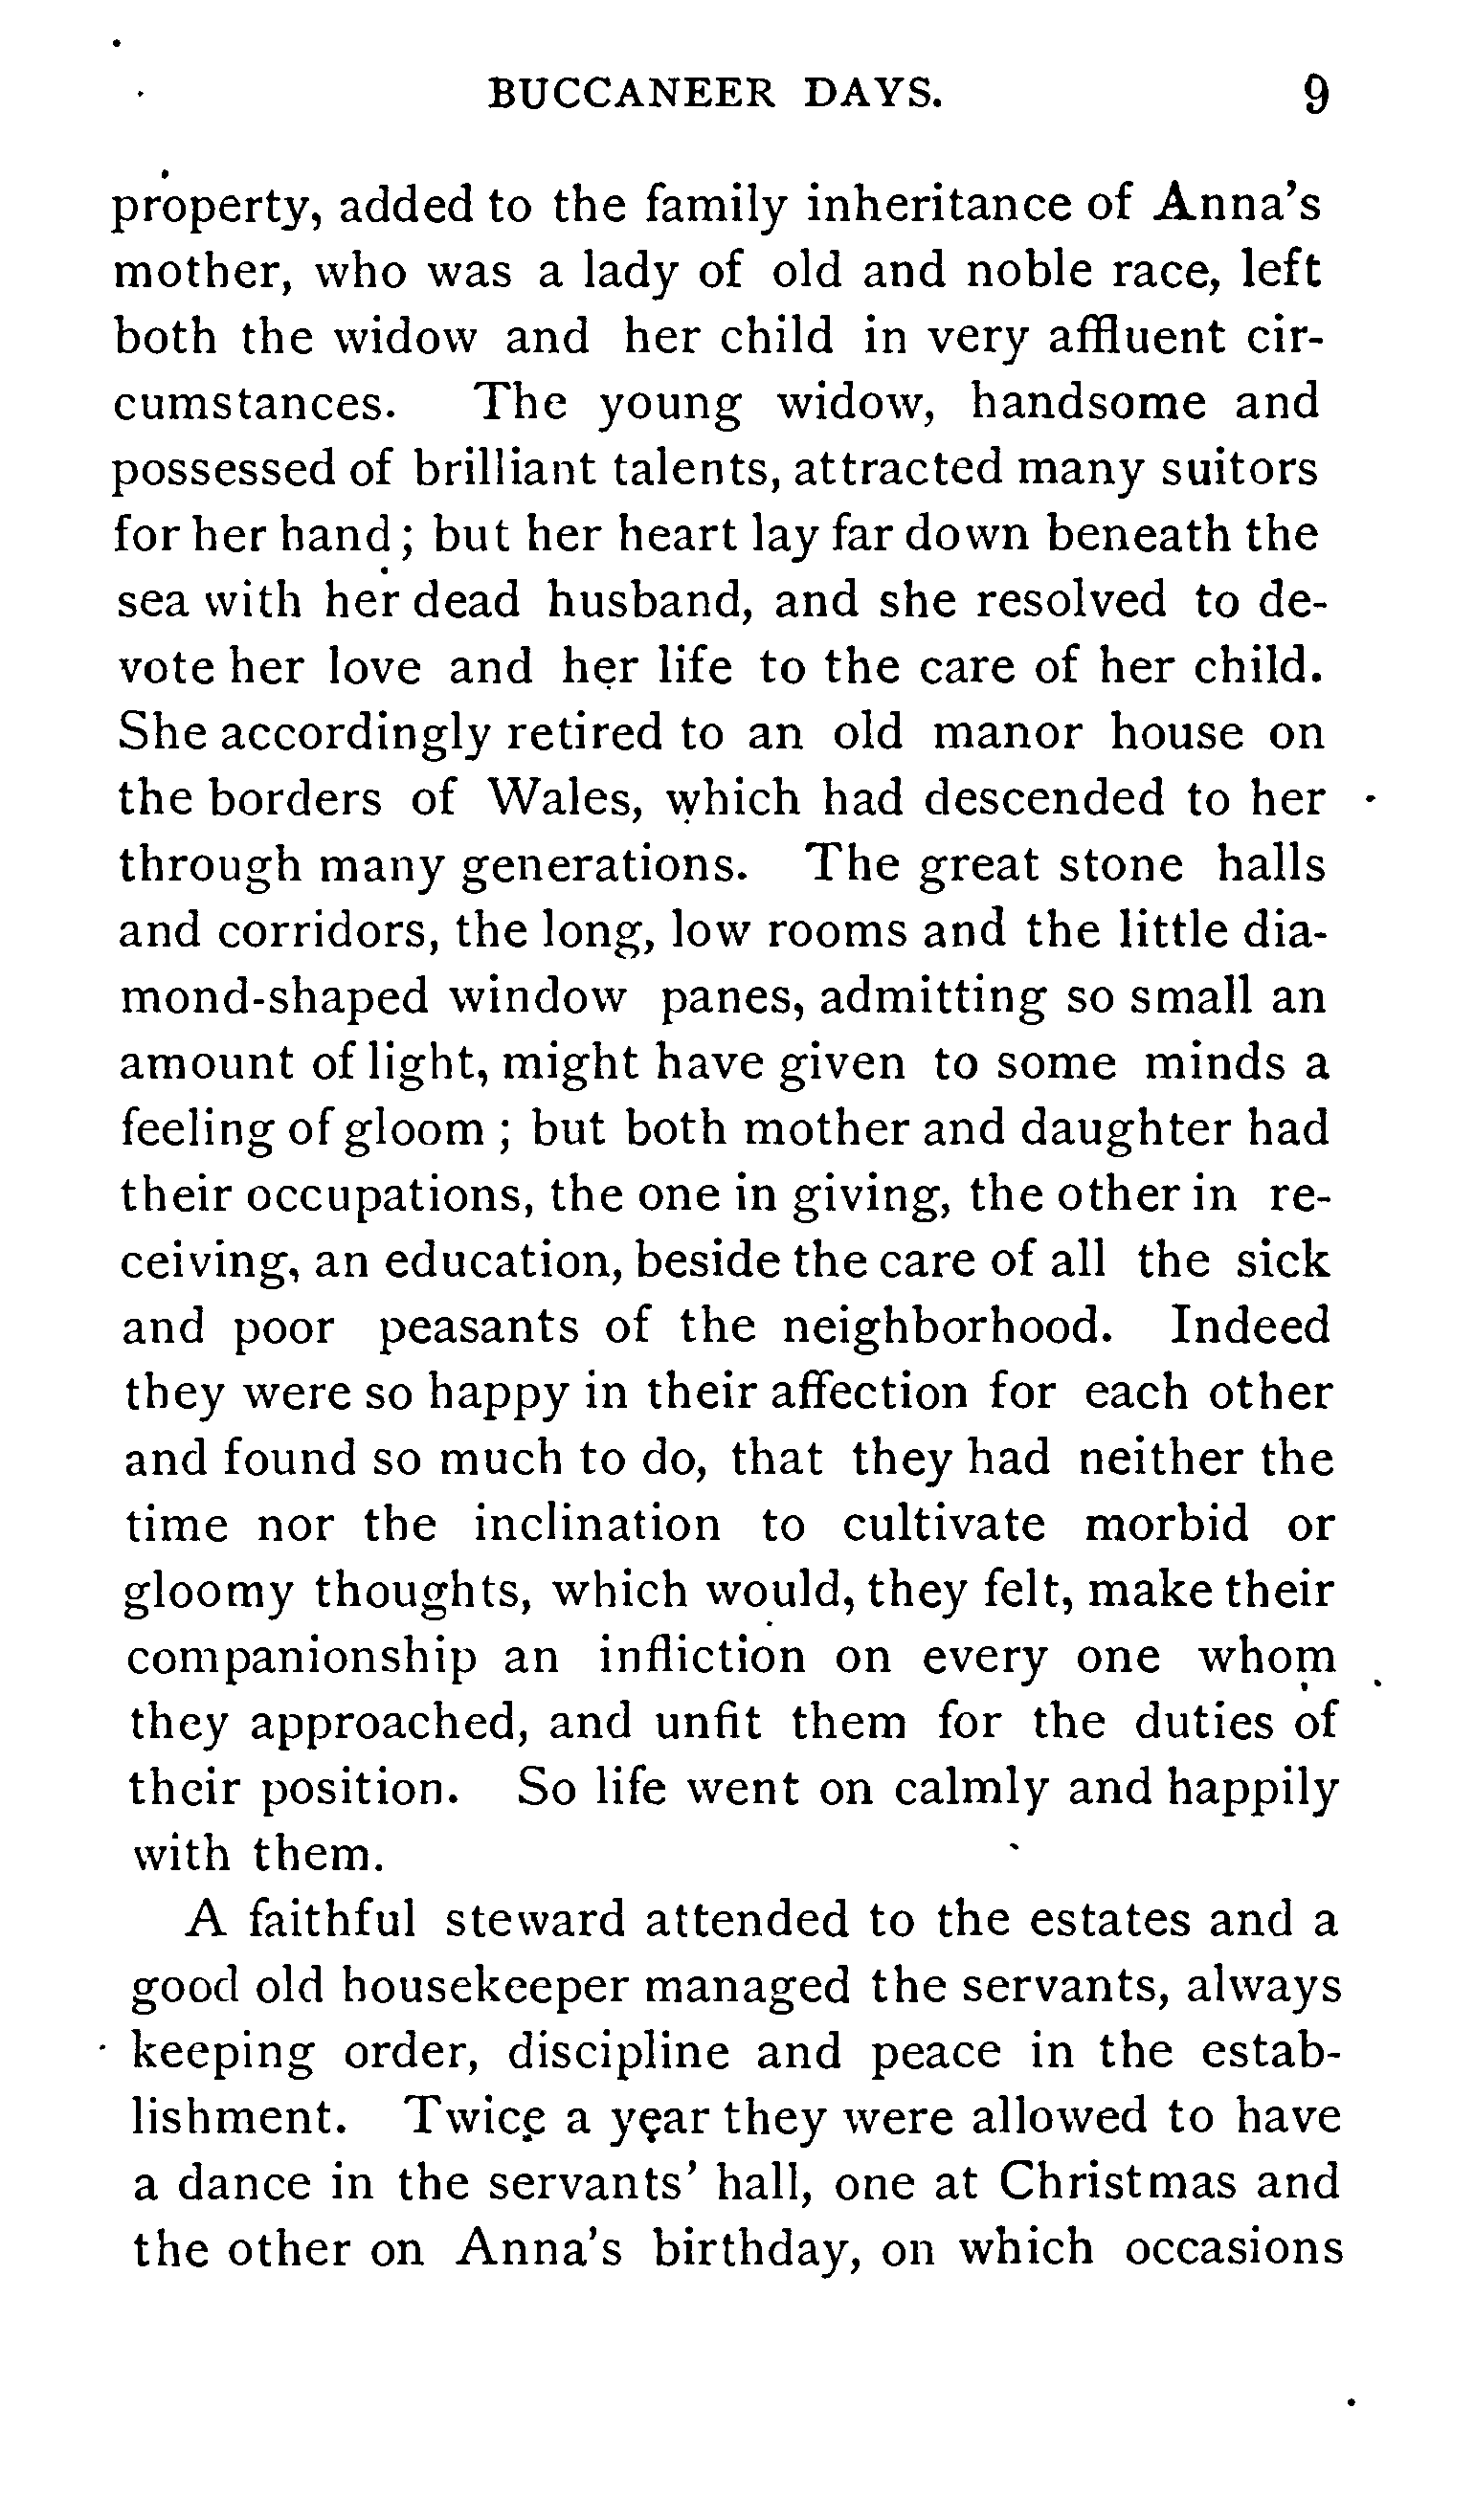 BUCCANEER DAYS. 9
property, added to the family inheritance of Anna's
mother, who was a lady of old and noble race, left
both the widow and her child in very affluent cir-
cumstances. The young widow, handsome and
possessed of brilliant talents, attracted many suitors
for her hand; but her heart lay far down beneath the
sea with her dead husband, and she resolved to de-
vote her love and her life to the care of her child.
She accordingly retired to an old manor house on
the borders of Wales, which had descended to her
through many generations. The great stone halls
and corridors, the long, low rooms and the little dia-
mond-shaped window panes, admitting so small an
amount of light, might have given to some minds a
feeling of gloom; but both mother and daughter had
their occupations, the one in giving, the other in re-
ceiving, an education, beside the care of all the sick
and poor peasants of the neighborhood. Indeed
they were so happy in their affection for each other
and found so much to do, that they had neither the
time nor the inclination to cultivate morbid or
gloomy thoughts, which would, they felt, make their
companionship an infliction on every one whom
they approached, and unfit them for the duties of
their position. So life went on calmly and happily
with them.
A faithful steward attended to the estates and a
good old housekeeper managed the servants, always
keeping order, discipline and peace in the estab-
lishment. Twice a year they were allowed to have
a dance in the servants' hall, one at Christmas and
the other on Anna's birthday, on which occasions